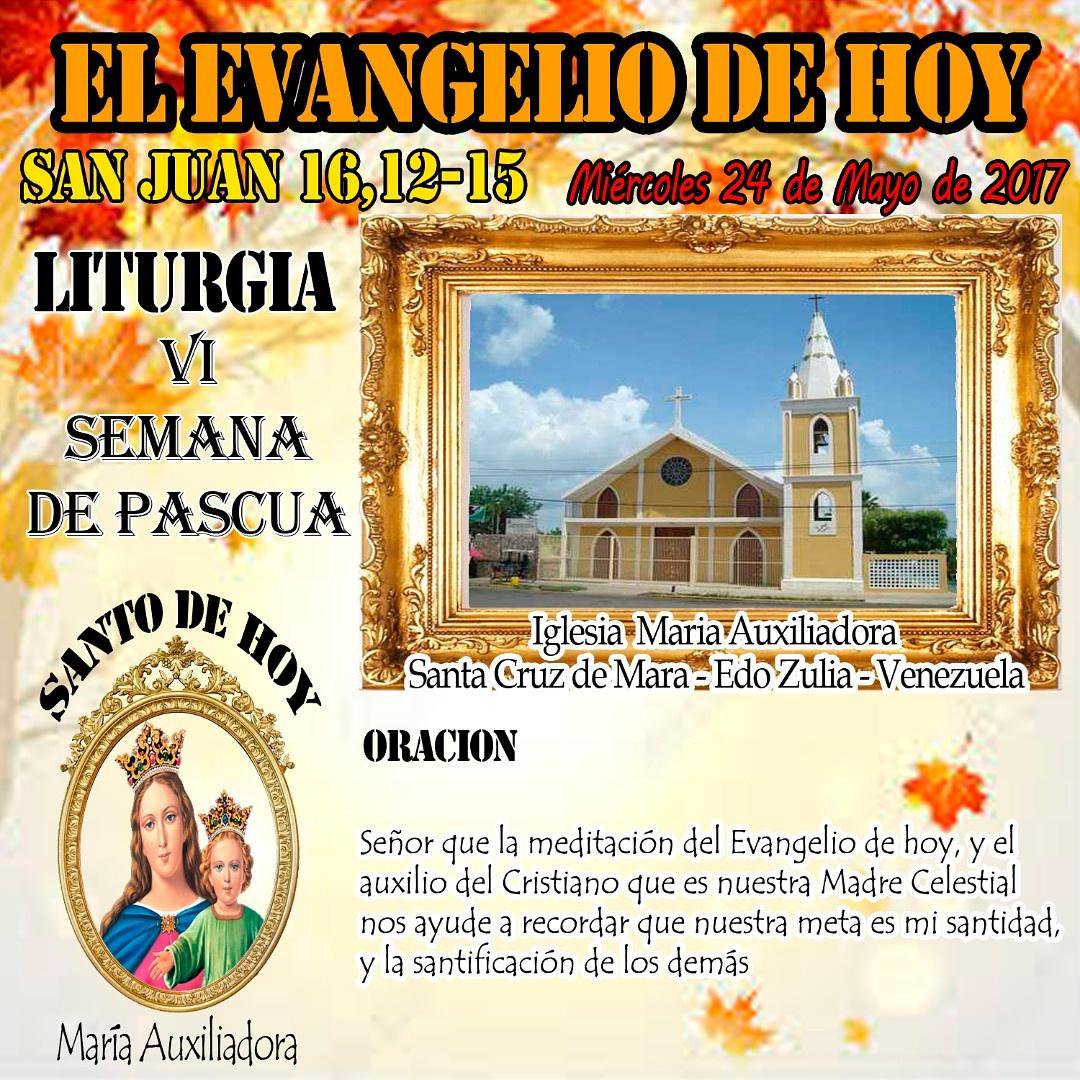 EL EVANGELIO DE HOY
SAN JUAN 16,12-15
Miércoles 24 de Mayo de 2017
LITURGIA
VI
SEMANA
DE PASCUA
Iglesia Maria Auxiliadora
Santa Cruz de Mara - Edo Zulia - Venezuela
SANTO DE HOY
María Auxiliadora
ORACION
Señor que la meditación del Evangelio de hoy, y el
auxilio del Cristiano que es nuestra Madre Celestial
nos ayude a recordar que nuestra meta es mi santidad,
y la santificación de los demás